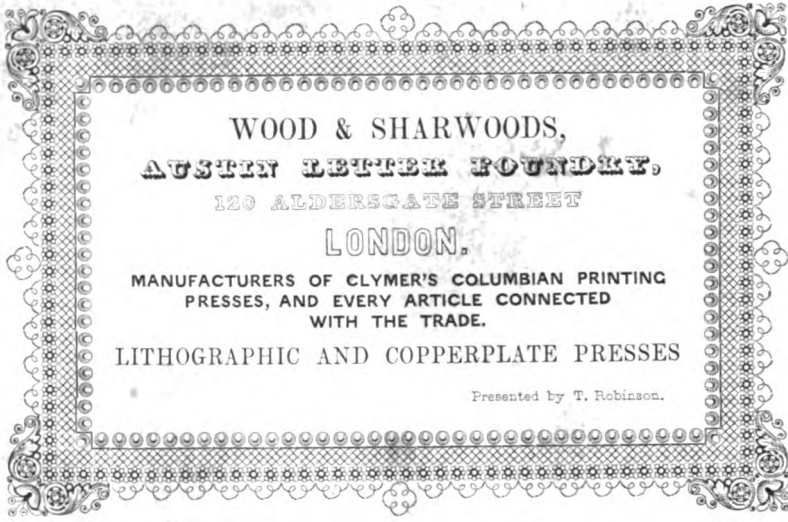 WOOD & SHARWOODS,
AUSTIN LETTER FOUNDRY,
120 ALDERSGATE STREET
LONDON.
MANUFACTURERS OF CLYMER'S COLUMBIAN PRINTING
PRESSES, AND EVERY ARTICLE CONNECTED
WITH THE TRADE.
LITHOGRAPHIC AND COPPERPLATE PRESSES
Presented by T. Robinson.